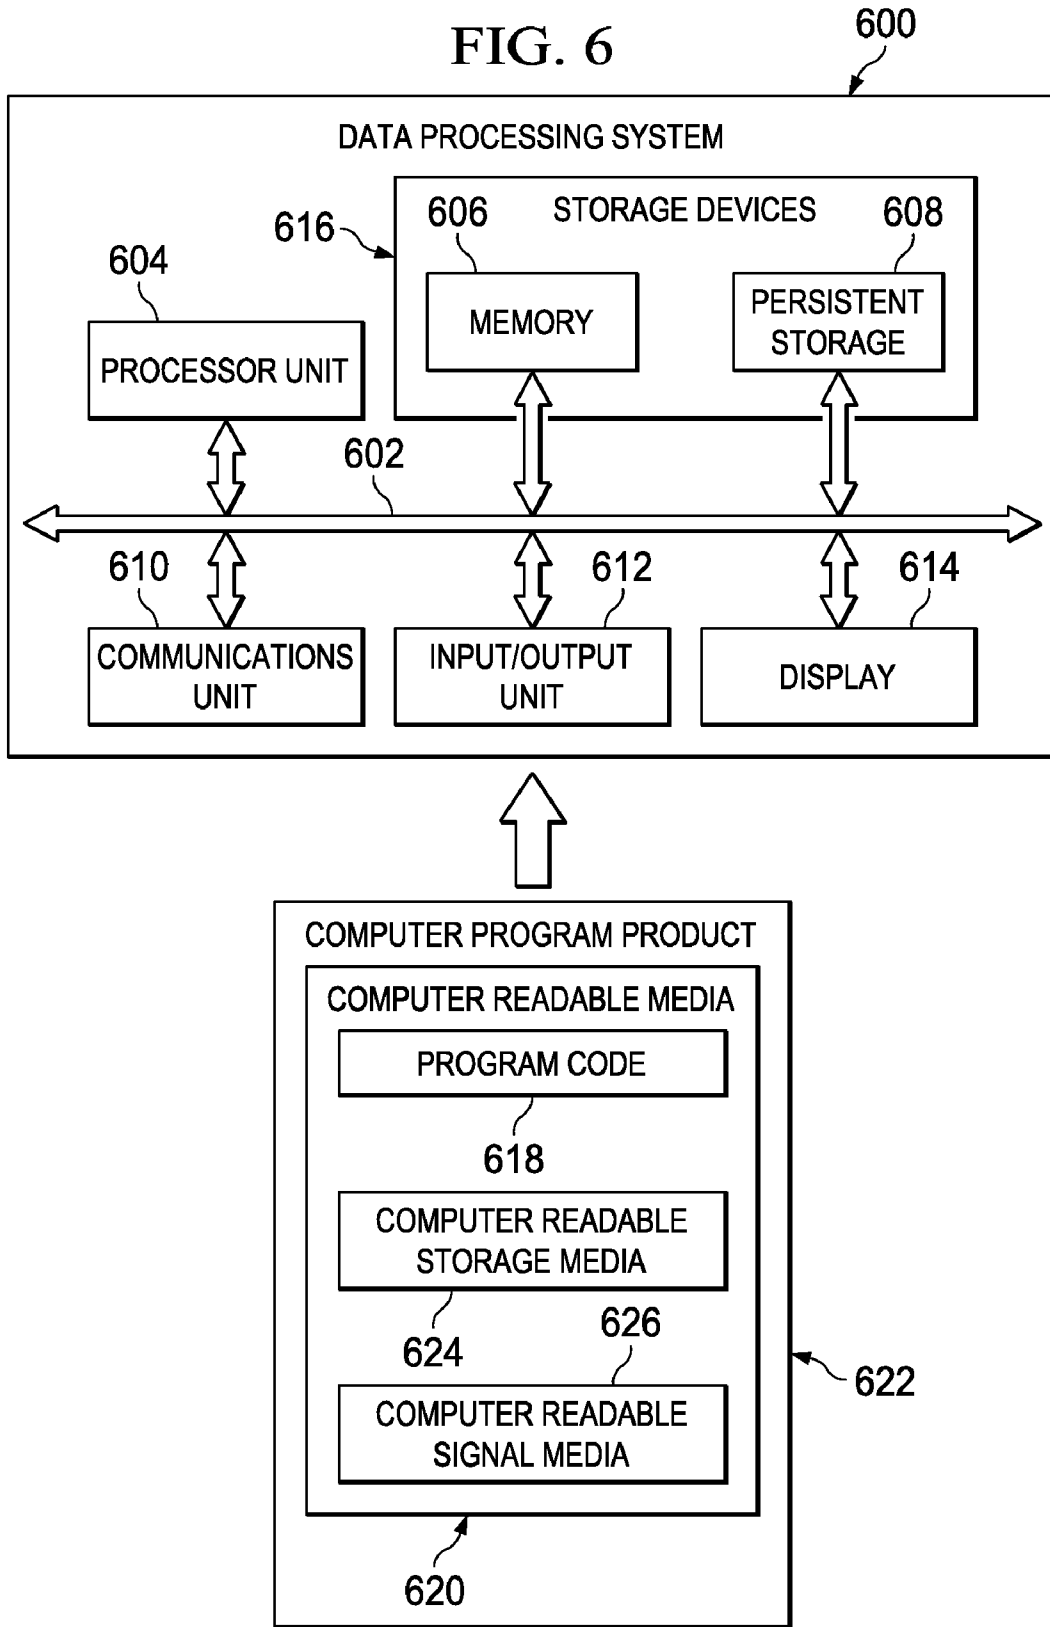 FIG. 6
600
DATA PROCESSING SYSTEM
616
606
STORAGE DEVICES
608
604
MEMORY
PERSISTENT
STORAGE
PROCESSOR UNIT
602
610
612
614
COMMUNICATIONS
UNIT
INPUT/OUTPUT
UNIT
DISPLAY
COMPUTER PROGRAM PRODUCT
COMPUTER READABLE MEDIA
PROGRAM CODE
618
COMPUTER READABLE
STORAGE MEDIA
624
626
622
COMPUTER READABLE
SIGNAL MEDIA
620